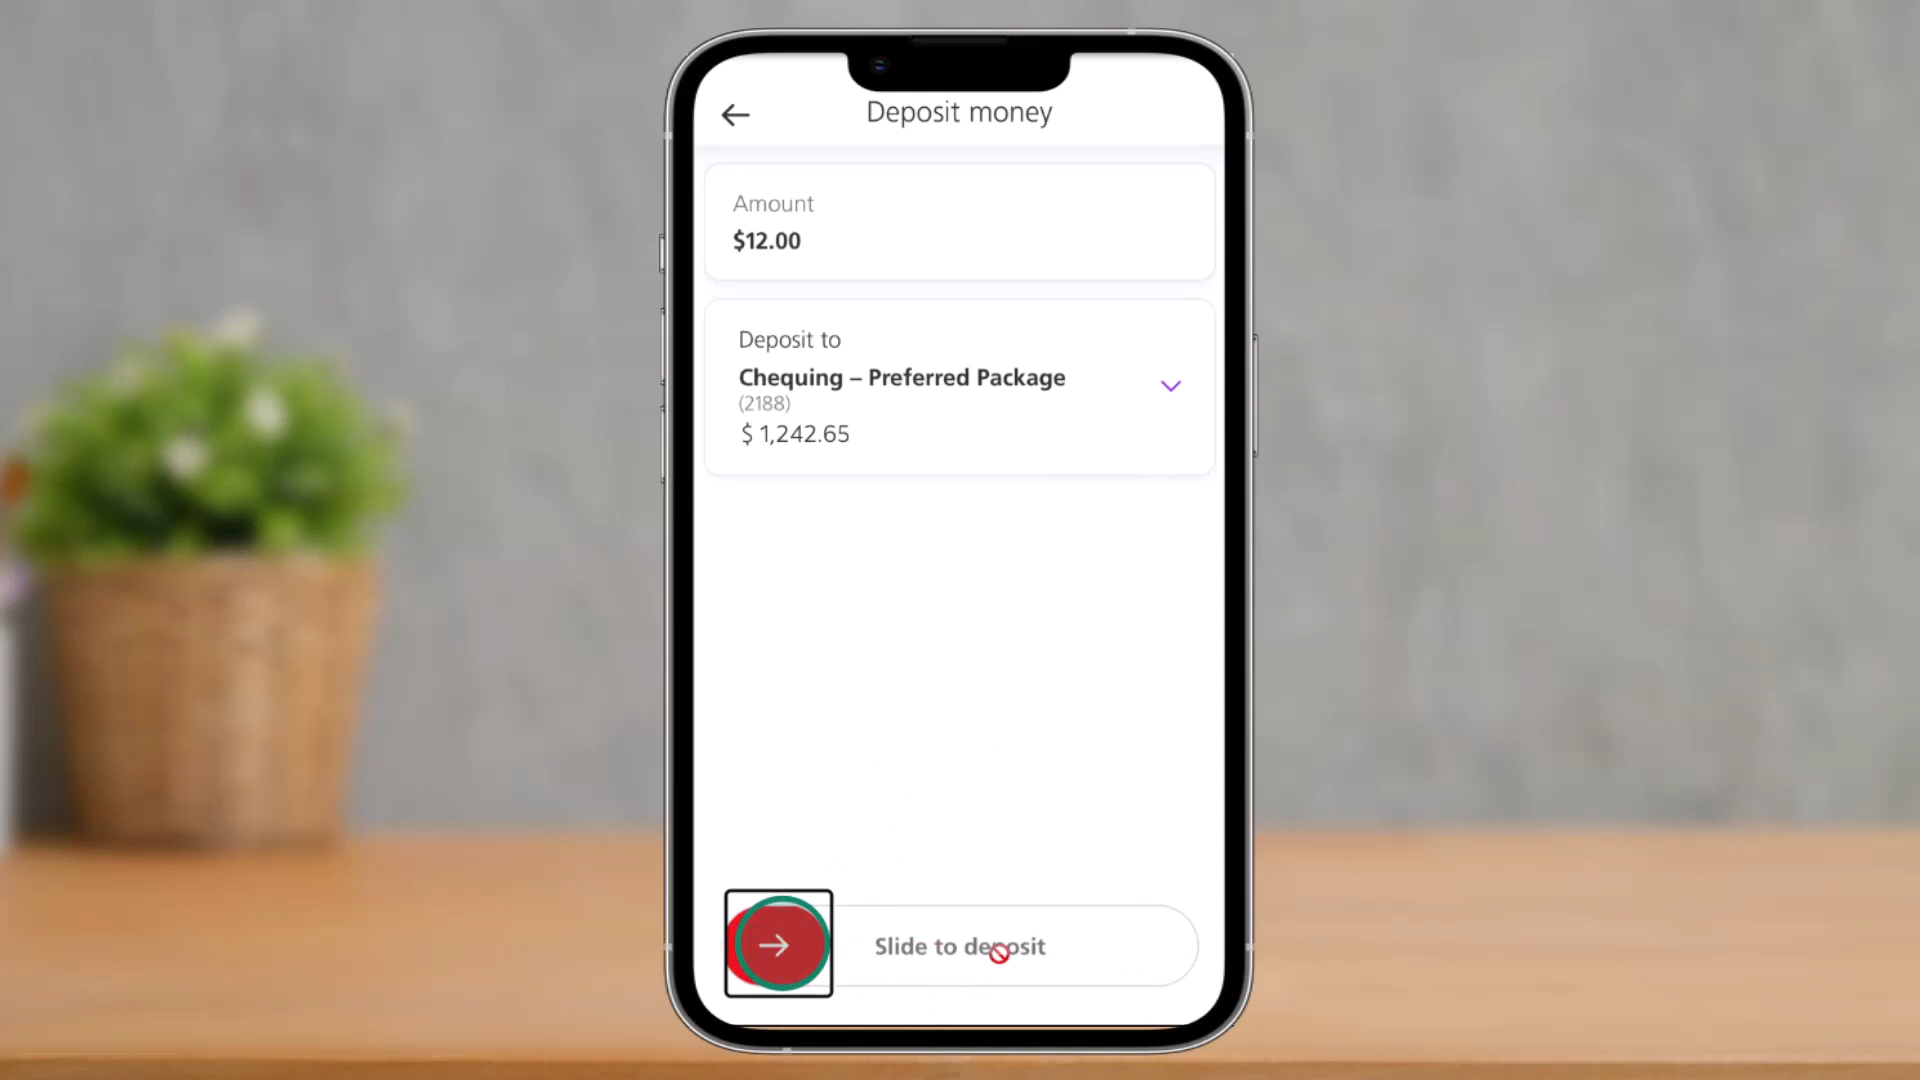 Deposit money
Amount
$12.00
Deposit to
Chequing – Preferred Package
(2188)
$ 1,242.65
Slide to deposit